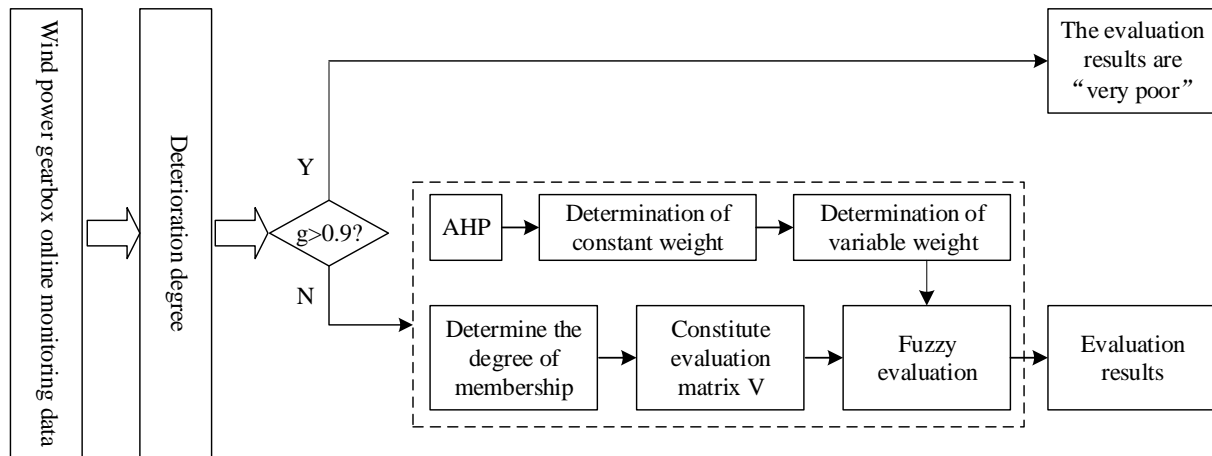 Wind power gearbox online monitoring data
Deterioration degree
g>0.9?
Y
N
The evaluation
results are
“very poor”
AHP
Determination of
constant weight
Determination of
variable weight
Determine the
degree of
membership
Constitute
evaluation
matrix V
Fuzzy
evaluation
Evaluation
results